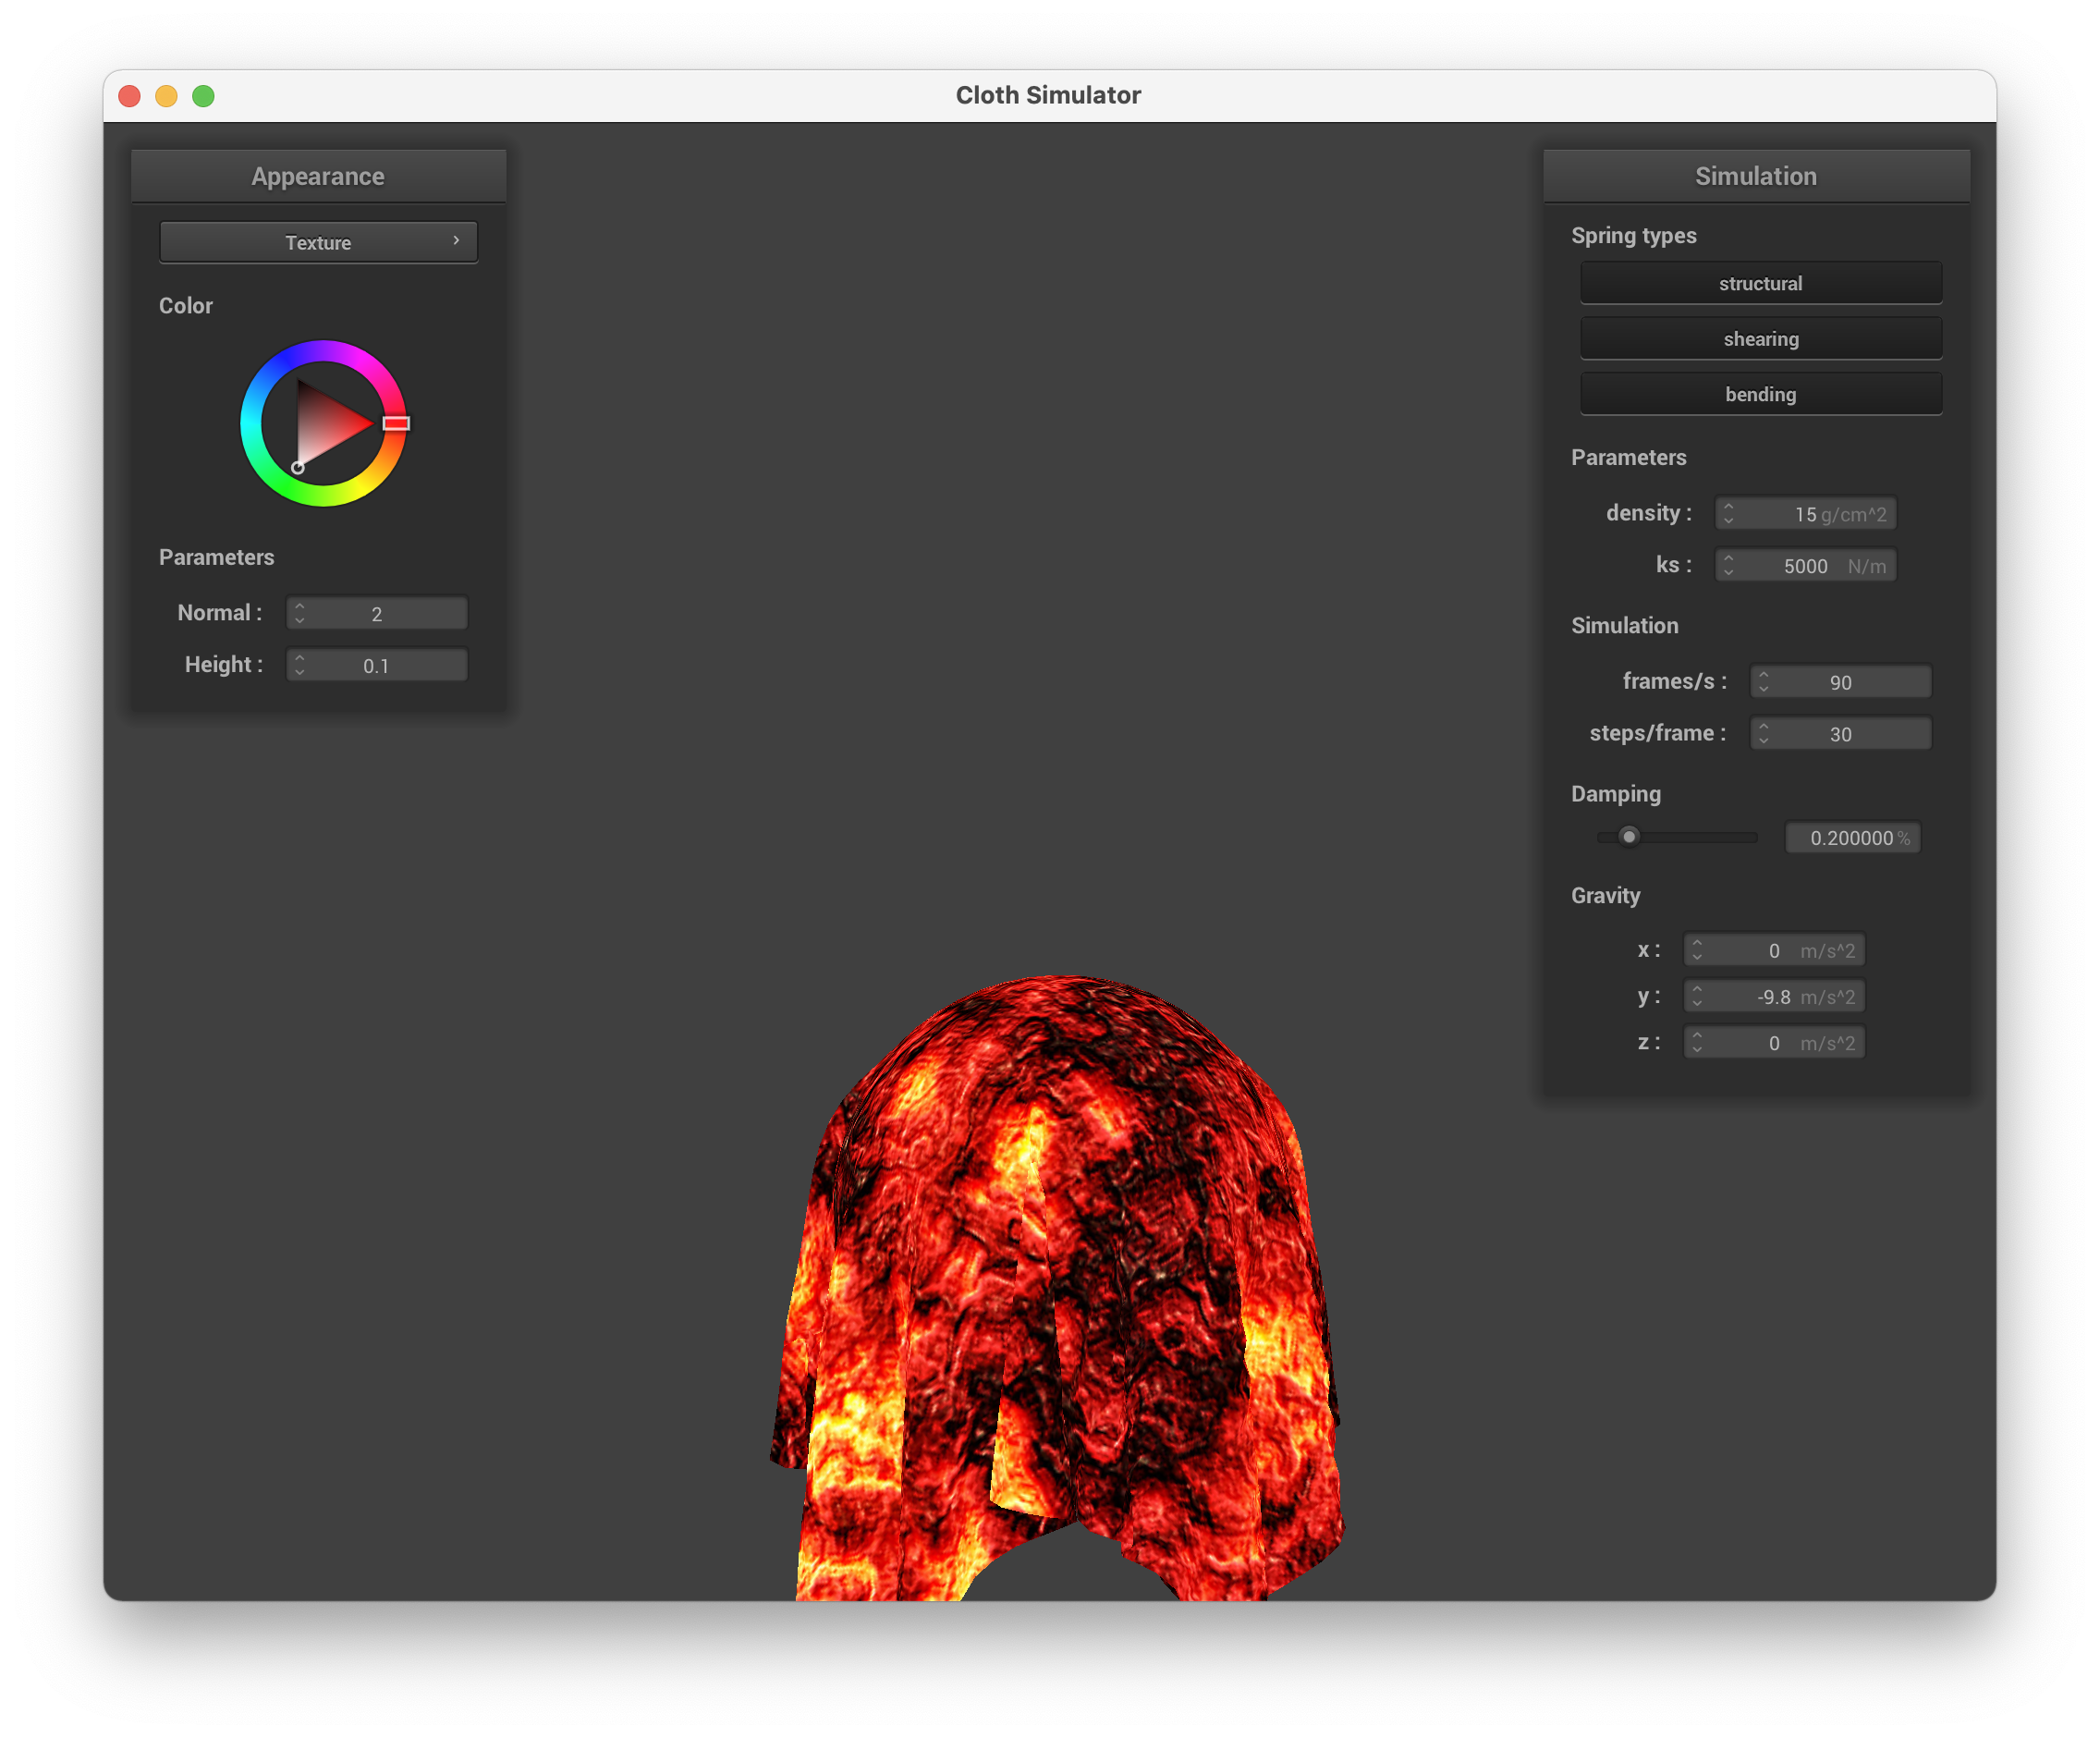 Cloth Simulator
Appearance
Texture
Color
Parameters
Normal : 2
Height : 0.1
Simulation
Spring types
structural
shearing
bending
Parameters
density : 15 g/cm^2
ks : 5000 N/m
Simulation
frames/s : 90
steps/frame : 30
Damping
0.200000 %
Gravity
x : 0 m/s^2
y : -9.8 m/s^2
z : 0 m/s^2